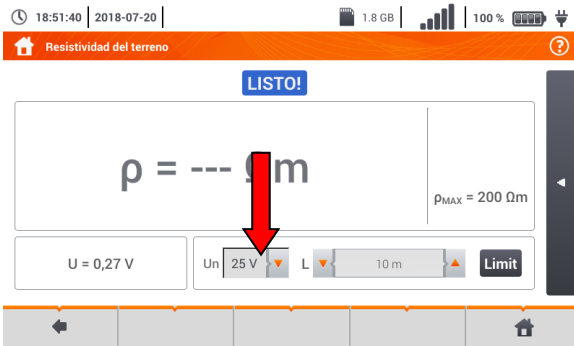 18:51:40 2018-07-20 1.8 GB 100 %
Resistividad del terreno ?
LISTO!
ρ = --- Ωm
ρMAX = 200 Ωm
U = 0,27 V Un 25 V L 10 m Limit